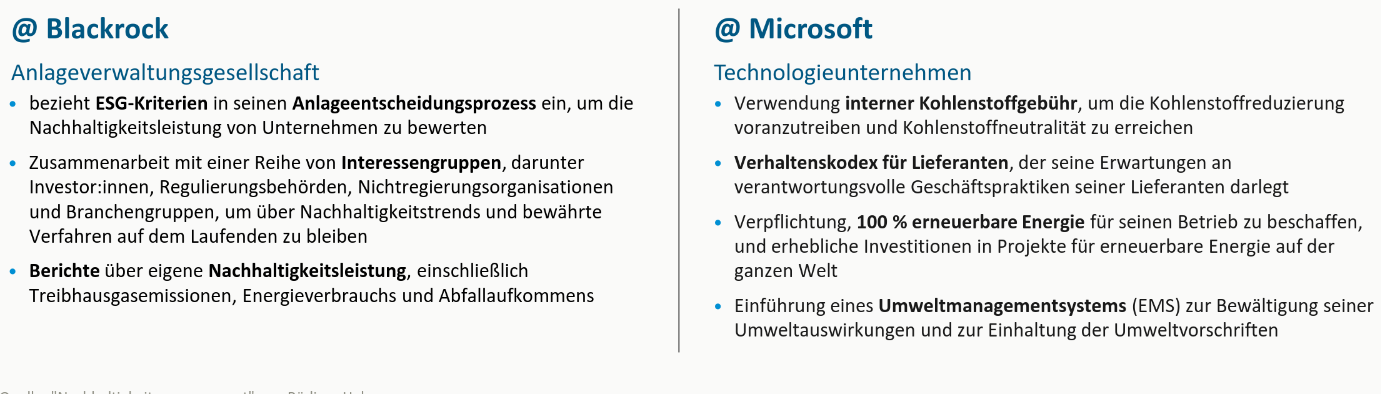 @ Blackrock
Anlageverwaltungsgesellschaft
• bezieht ESG-Kriterien in seinen Anlageentscheidungsprozess ein, um die
Nachhaltigkeitsleistung von Unternehmen zu bewerten
• Zusammenarbeit mit einer Reihe von Interessengruppen, darunter
Investor:innen, Regulierungsbehörden, Nichtregierungsorganisationen
und Branchengruppen, um über Nachhaltigkeitstrends und bewährte
Verfahren auf dem Laufenden zu bleiben
• Berichte über eigene Nachhaltigkeitsleistung, einschließlich
Treibhausgasemissionen, Energieverbrauchs und Abfallaufkommens
@ Microsoft
Technologieunternehmen
• Verwendung interner Kohlenstoffgebühr, um die Kohlenstoffreduzierung
voranzutreiben und Kohlenstoffneutralität zu erreichen
• Verhaltenskodex für Lieferanten, der seine Erwartungen an
verantwortungsvolle Geschäftspraktiken seiner Lieferanten darlegt
• Verpflichtung, 100 % erneuerbare Energie für seinen Betrieb zu beschaffen,
und erhebliche Investitionen in Projekte für erneuerbare Energie auf der
ganzen Welt
• Einführung eines Umweltmanagementsystems (EMS) zur Bewältigung seiner
Umweltauswirkungen und zur Einhaltung der Umweltvorschriften